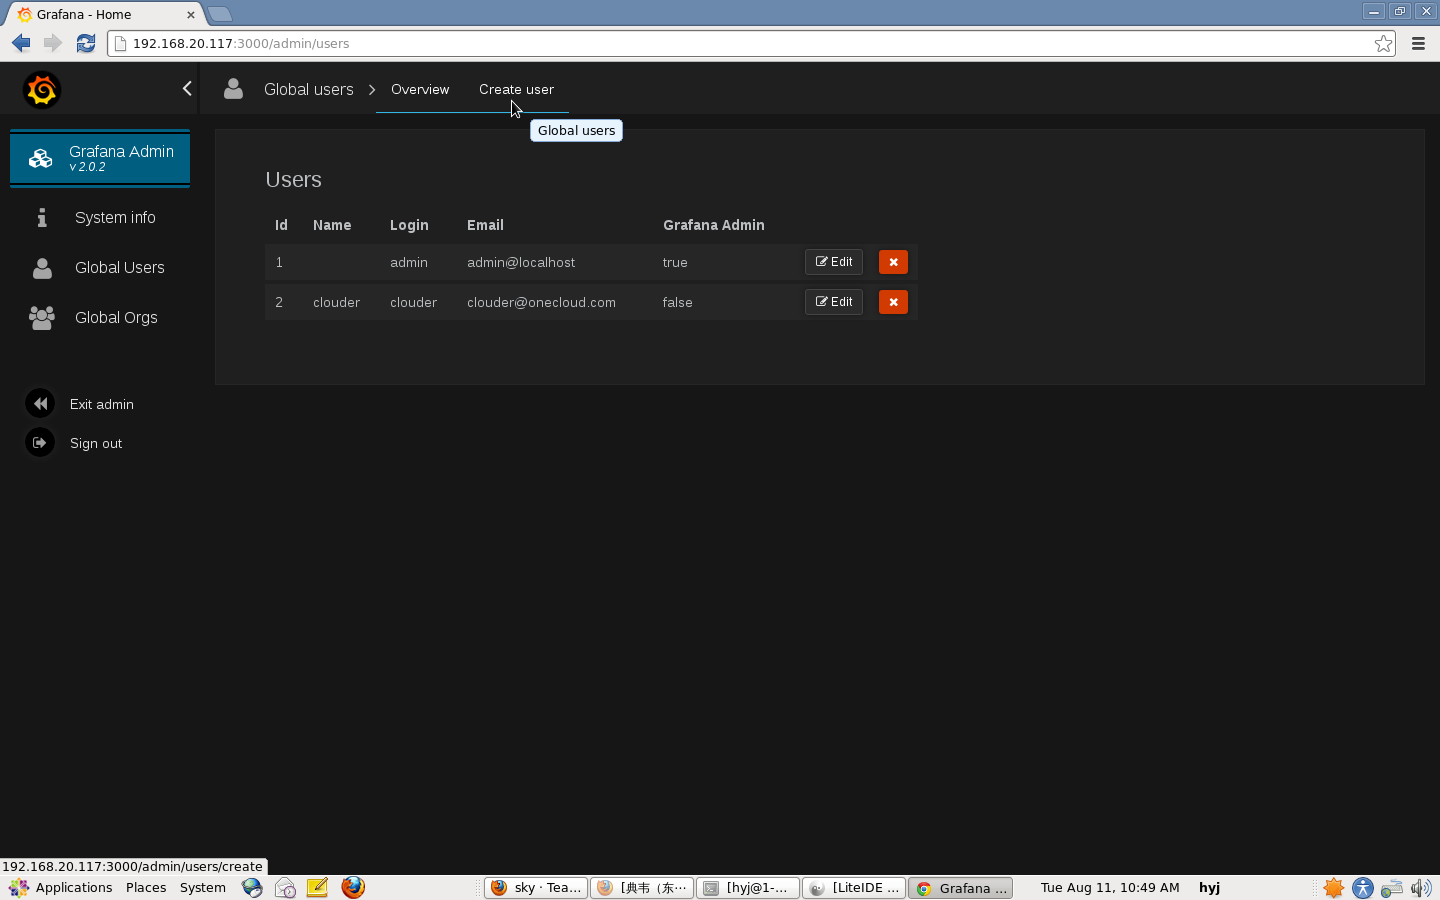 Grafana - Home
192.168.20.117:3000/admin/users
Global users
Overview
Create user
Global users
Grafana Admin
v 2.0.2
System info
Global Users
Global Orgs
Exit admin
Sign out
Users
Id Name Login Email Grafana Admin
1 admin admin@localhost true Edit
2 clouder clouder clouder@onecloud.com false Edit
192.168.20.117:3000/admin/users/create
Applications Places System sky · Tea... [典韦（东... [hyj@1-... [LiteIDE ... Grafana ... Tue Aug 11, 10:49 AM hyj